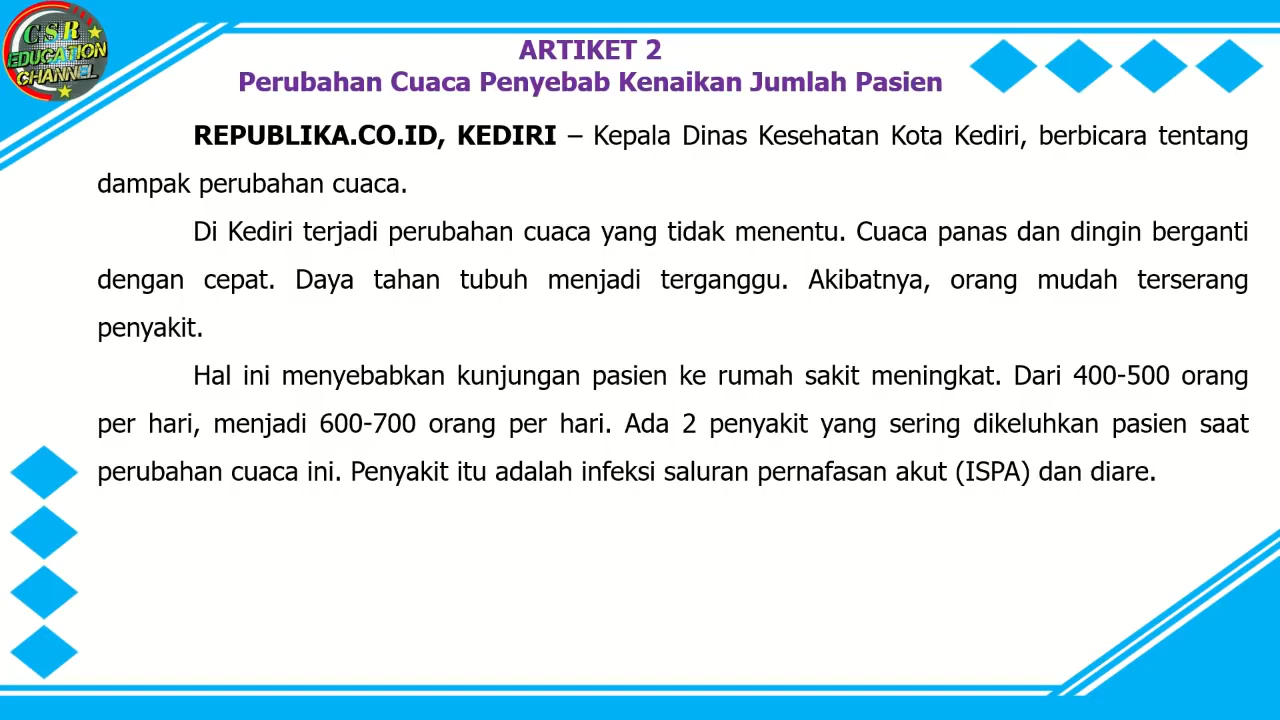 CSR
EDUCATION
CHANNEL
ARTIKET 2
Perubahan Cuaca Penyebab Kenaikan Jumlah Pasien
REPUBLIKA.CO.ID, KEDIRI – Kepala Dinas Kesehatan Kota Kediri, berbicara tentang
dampak perubahan cuaca.
Di Kediri terjadi perubahan cuaca yang tidak menentu. Cuaca panas dan dingin berganti
dengan cepat. Daya tahan tubuh menjadi terganggu. Akibatnya, orang mudah terserang
penyakit.
Hal ini menyebabkan kunjungan pasien ke rumah sakit meningkat. Dari 400-500 orang
per hari, menjadi 600-700 orang per hari. Ada 2 penyakit yang sering dikeluhkan pasien saat
perubahan cuaca ini. Penyakit itu adalah infeksi saluran pernafasan akut (ISPA) dan diare.